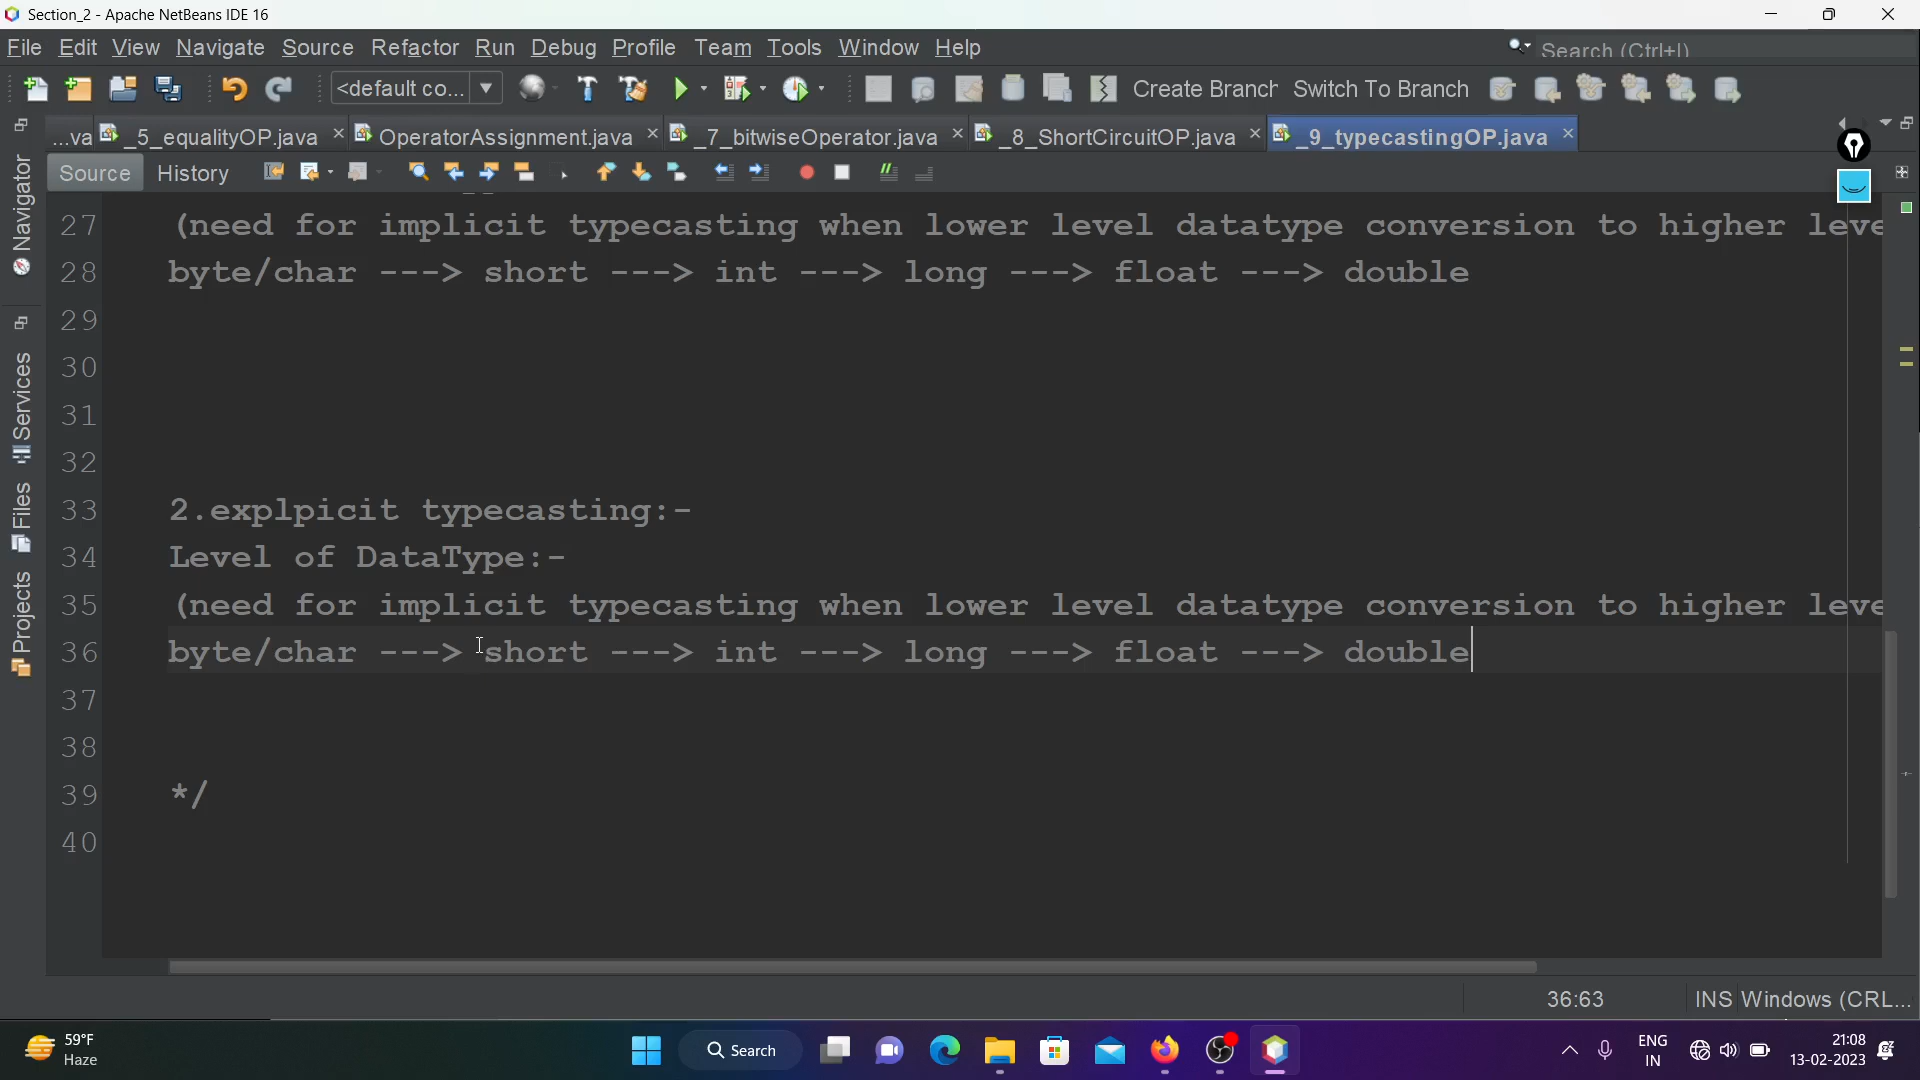 Section_2 - Apache NetBeans IDE 16
File Edit View Navigate Source Refactor Run Debug Profile Team Tools Window Help
Search (Ctrl+I)
<default co...
Create Branch Switch To Branch
...va _5_equalityOP.java OperatorAssignment.java _7_bitwiseOperator.java _8_ShortCircuitOP.java _9_typecastingOP.java
Source History
Navigator
Services
Files
Projects
27 (need for implicit typecasting when lower level datatype conversion to higher leve
28 byte/char ---> short ---> int ---> long ---> float ---> double
29
30
31
32
33 2.explpicit typecasting:-
34 Level of DataType:-
35 (need for implicit typecasting when lower level datatype conversion to higher leve
36 byte/char ---> short ---> int ---> long ---> float ---> double
37
38
39 */
40
36:63 INS Windows (CRL...
59°F
Haze
Search
ENG
IN
21:08
13-02-2023